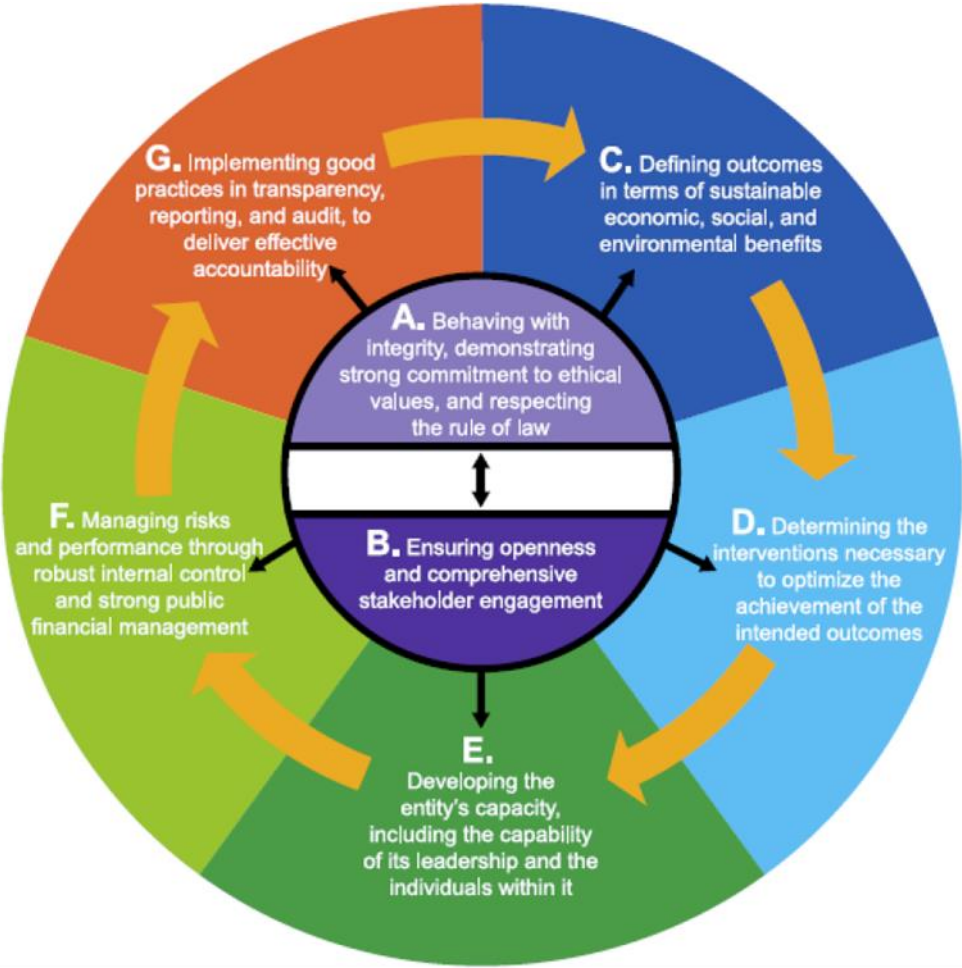 G. Implementing good
practices in transparency,
reporting, and audit, to
deliver effective
accountability
C. Defining outcomes
in terms of sustainable
economic, social, and
environmental benefits
A. Behaving with
integrity, demonstrating
strong commitment to ethical
values, and respecting
the rule of law
F. Managing risks
and performance through
robust internal control
and strong public
financial management
B. Ensuring openness
and comprehensive
stakeholder engagement
D. Determining the
interventions necessary
to optimize the
achievement of the
intended outcomes
E.
Developing the
entity's capacity,
including the capability
of its leadership and the
individuals within it